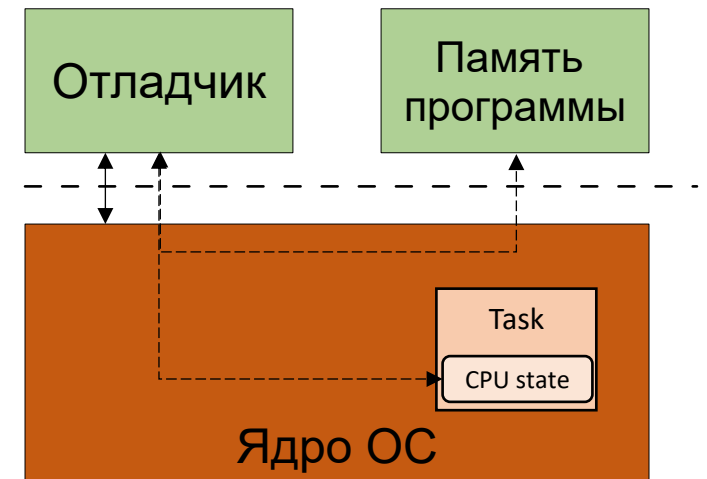 Отладчик
Память
программы
Task
CPU state
Ядро ОС